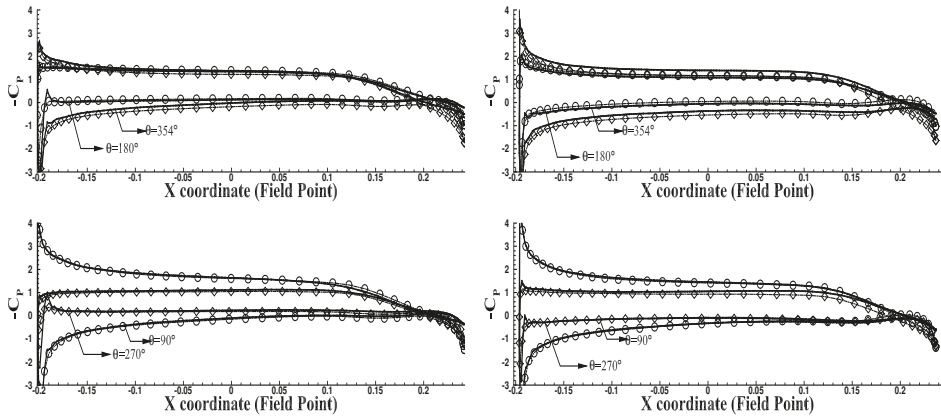 4 3 2 1 0 -1 -2 -3
-C_P
-0.2 -0.15 -0.1 -0.05 0 0.05 0.1 0.15 0.2
X coordinate (Field Point)
θ=354°
θ=180°
4 3 2 1 0 -1 -2 -3
-C_P
-0.2 -0.15 -0.1 -0.05 0 0.05 0.1 0.15 0.2
X coordinate (Field Point)
θ=354°
θ=180°
4 3 2 1 0 -1 -2 -3
-C_P
-0.2 -0.15 -0.1 -0.05 0 0.05 0.1 0.15 0.2
X coordinate (Field Point)
θ=90°
θ=270°
4 3 2 1 0 -1 -2 -3
-C_P
-0.2 -0.15 -0.1 -0.05 0 0.05 0.1 0.15 0.2
X coordinate (Field Point)
θ=90°
θ=270°